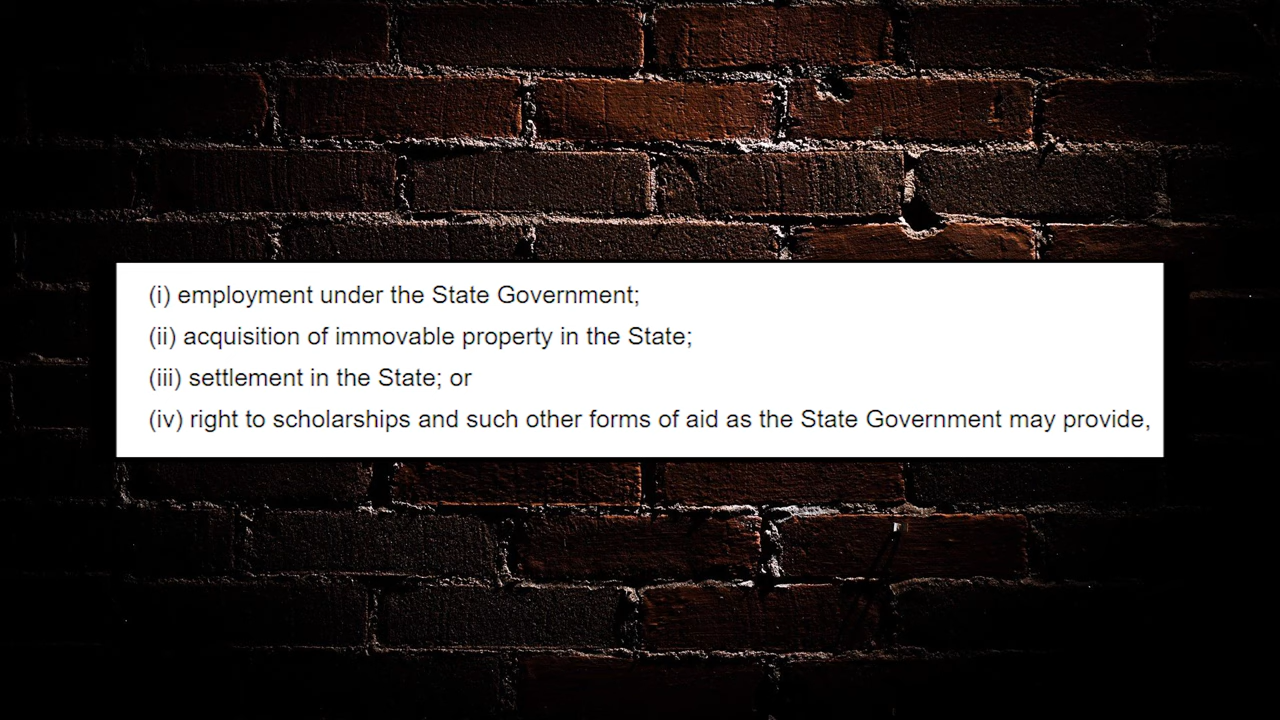 (i) employment under the State Government;
(ii) acquisition of immovable property in the State;
(iii) settlement in the State; or
(iv) right to scholarships and such other forms of aid as the State Government may provide,